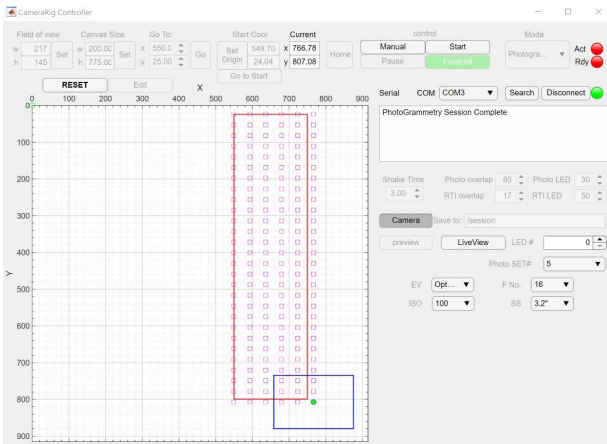 CameraRig Controller
Field of view Canvas Size Go To: Start Coor Current control Mode
w 217 Set w 200.00 Set x 550.0 Go Set Origin 549.70 x 766.78 Home Manual Start Photogra... Act
h 145 h 775.00 y 25.00 24.04 y 807.08 Pause Finished Rdy
Go to Start
RESET Edit
Serial COM COM3 Search Disconnect
X
0 100 200 300 400 500 600 700 800 900
0
100
200
300
400
500
600
700
800
900
Y
PhotoGrammetry Session Complete
Shake Time Photo overlap 80 Photo LED 30
3.00 RTI overlap 17 RTI LED 50
Camera Save to: /session
preview LiveView LED # 0
Photo SET# 5
EV Opt... F No. 16
ISO 100 SS 3.2"